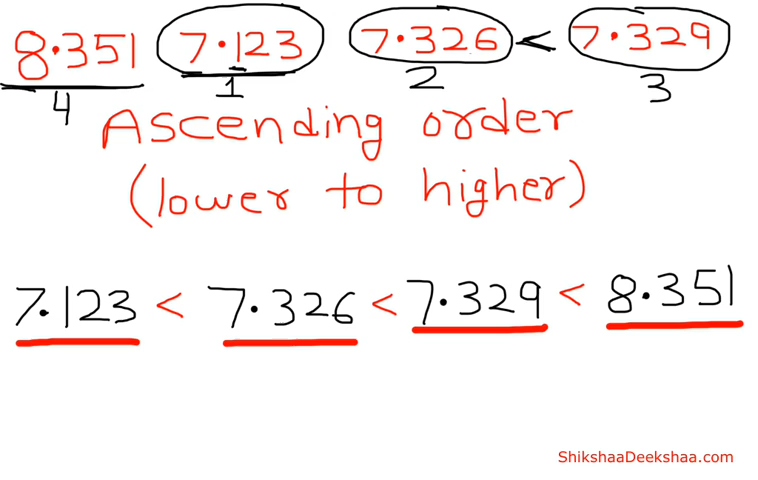 8.351 7.123 7.326 < 7.329
4 1 2 3
Ascending order
(lower to higher)
7.123 < 7.326 < 7.329 < 8.351
ShikshaaDeekshaa.com